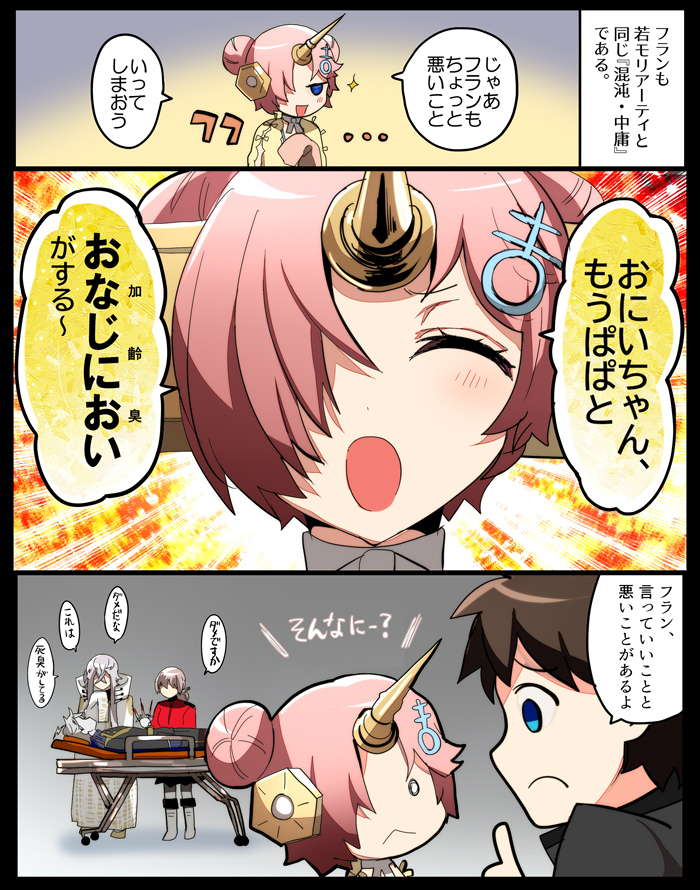 フランも
若モリアーティと
同じ『混沌・中庸』
である。
じゃあ
フランも
ちょっと
悪いこと
いって
しまおう
フフ
おにいちゃん、
もうぱぱと
おなじにおい
加齢臭
がする～
フラン、
言っていいことと
悪いことがあるよ
そんなにー？
ダメですか
ダメだな
これは
死臭がしてる